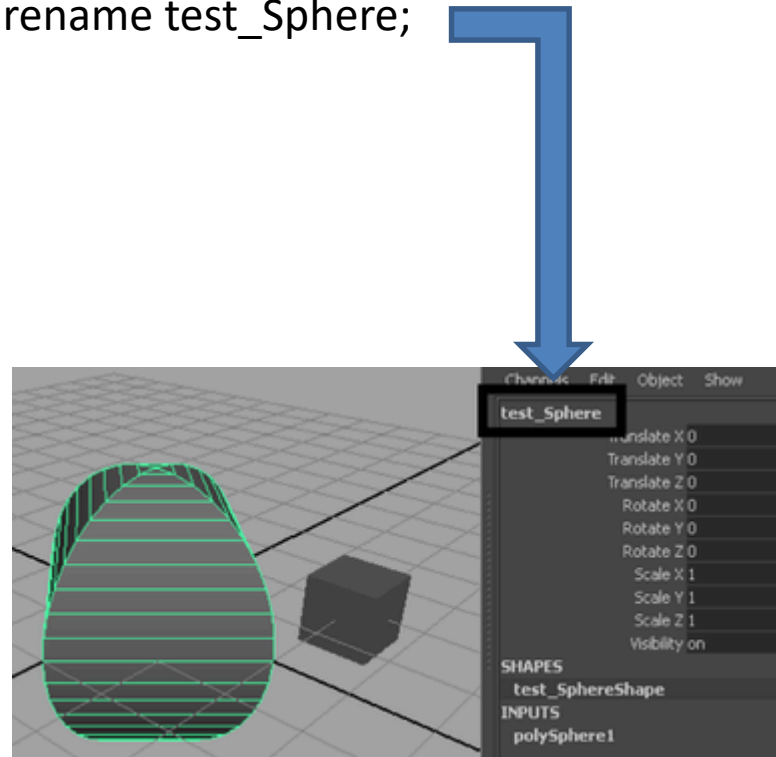 rename test_Sphere;
Channels Edit Object Show
test_Sphere
Translate X 0
Translate Y 0
Translate Z 0
Rotate X 0
Rotate Y 0
Rotate Z 0
Scale X 1
Scale Y 1
Scale Z 1
Visibility on
SHAPES
test_SphereShape
INPUTS
polySphere1